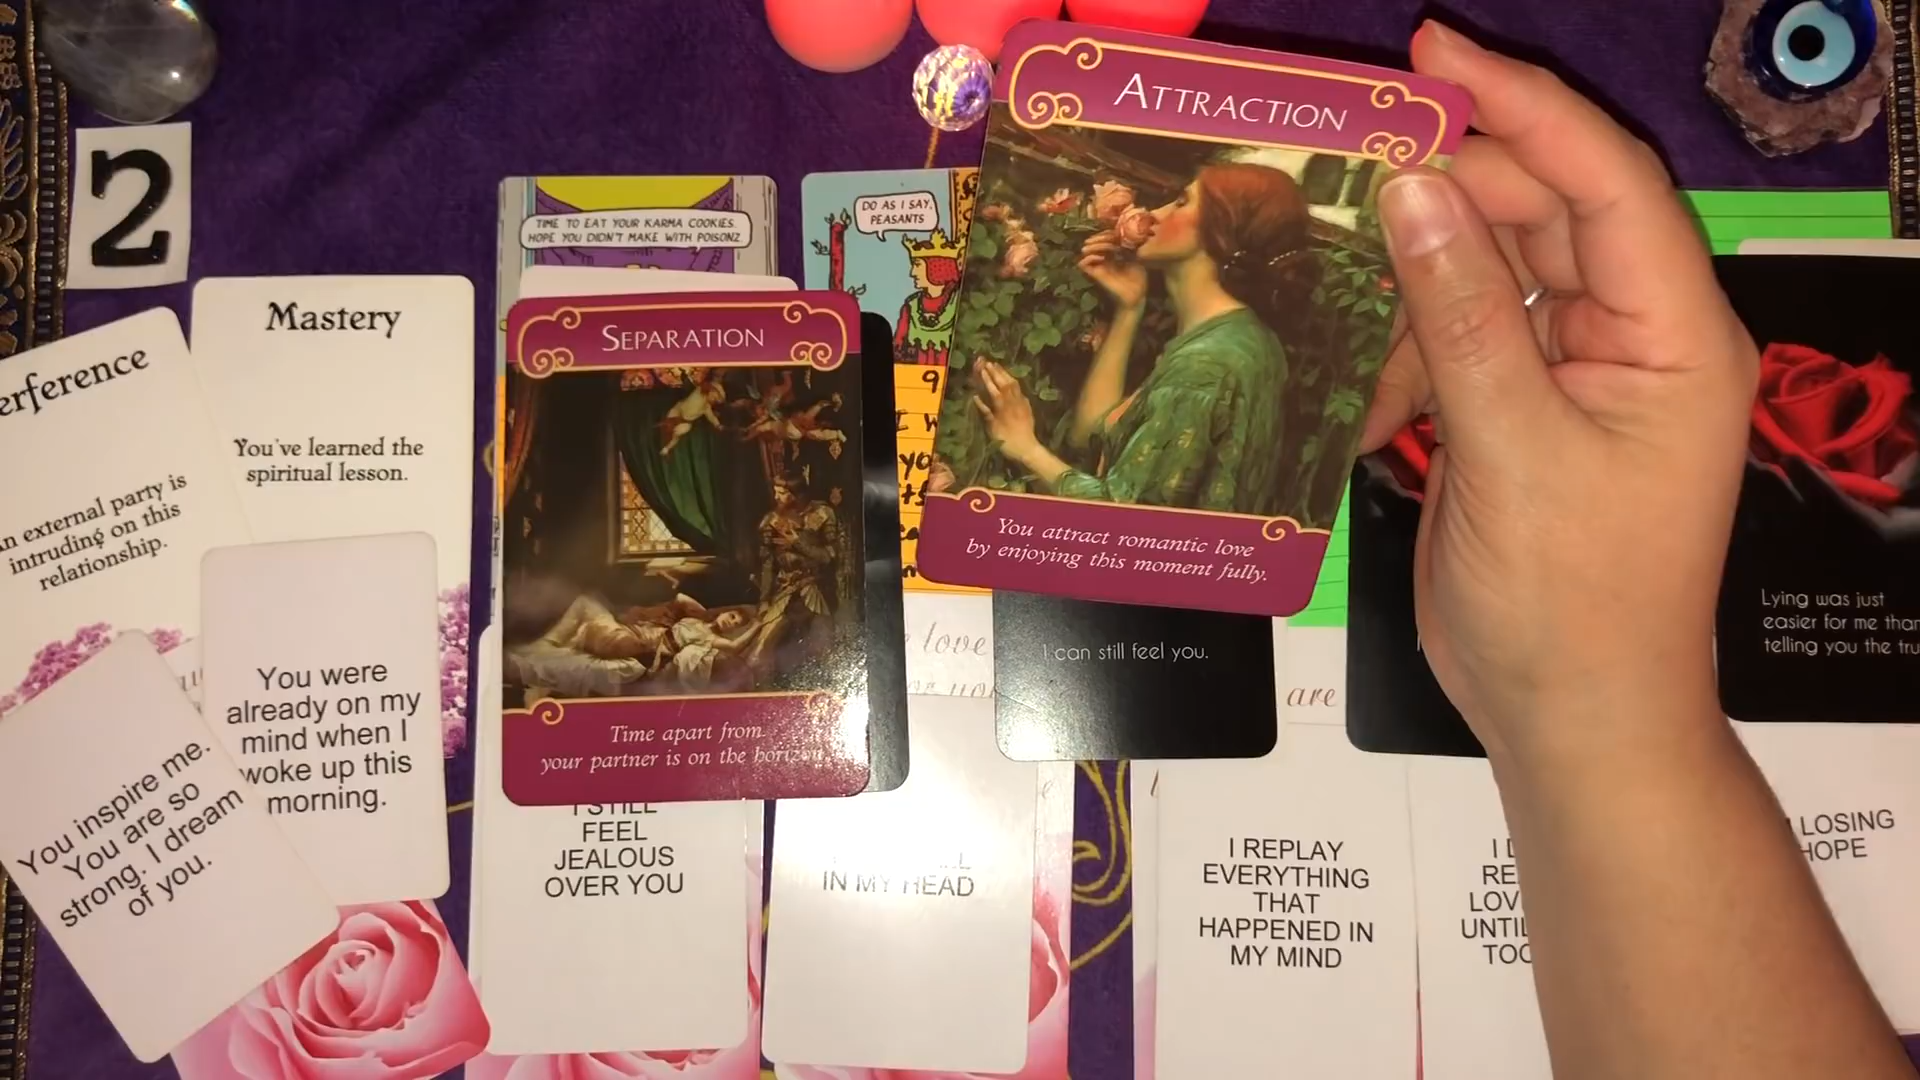 2
Mastery
You've learned the
spiritual lesson.
external party is
intruding on this
relationship.
You inspire me.
You are so
strong. I dream
of you.
You were
already on my
mind when I
woke up this
morning.
TIME TO EAT YOUR KARMA COOKIES.
HOPE YOU DIDN'T MAKE WITH POISONZ
DO AS I SAY,
PEASANTS
SEPARATION
Time apart from
your partner is on the horizon
I STILL
FEEL
JEALOUS
OVER YOU
9
love
IN MY HEAD
ATTRACTION
You attract romantic love
by enjoying this moment fully.
I can still feel you.
are
I REPLAY
EVERYTHING
THAT
HAPPENED IN
MY MIND
I
Lying was just
easier for me than
telling you the
LOSING
HOPE